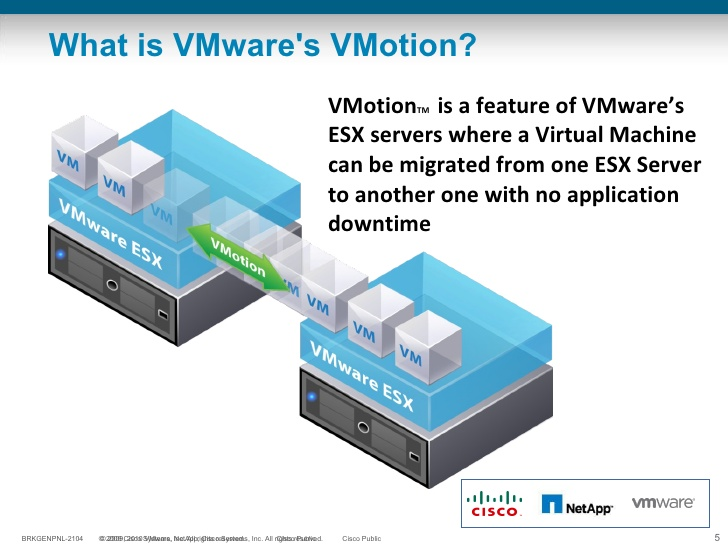 What is VMware's VMotion?
VMotion™ is a feature of VMware's
ESX servers where a Virtual Machine
can be migrated from one ESX Server
to another one with no application
downtime
VM
VM
VM
VMware ESX
VMotion
VM
VM
VM
VM
VMware ESX
CISCO
NetApp
vmware
BRKGENPNL-2104
Cisco Public
5